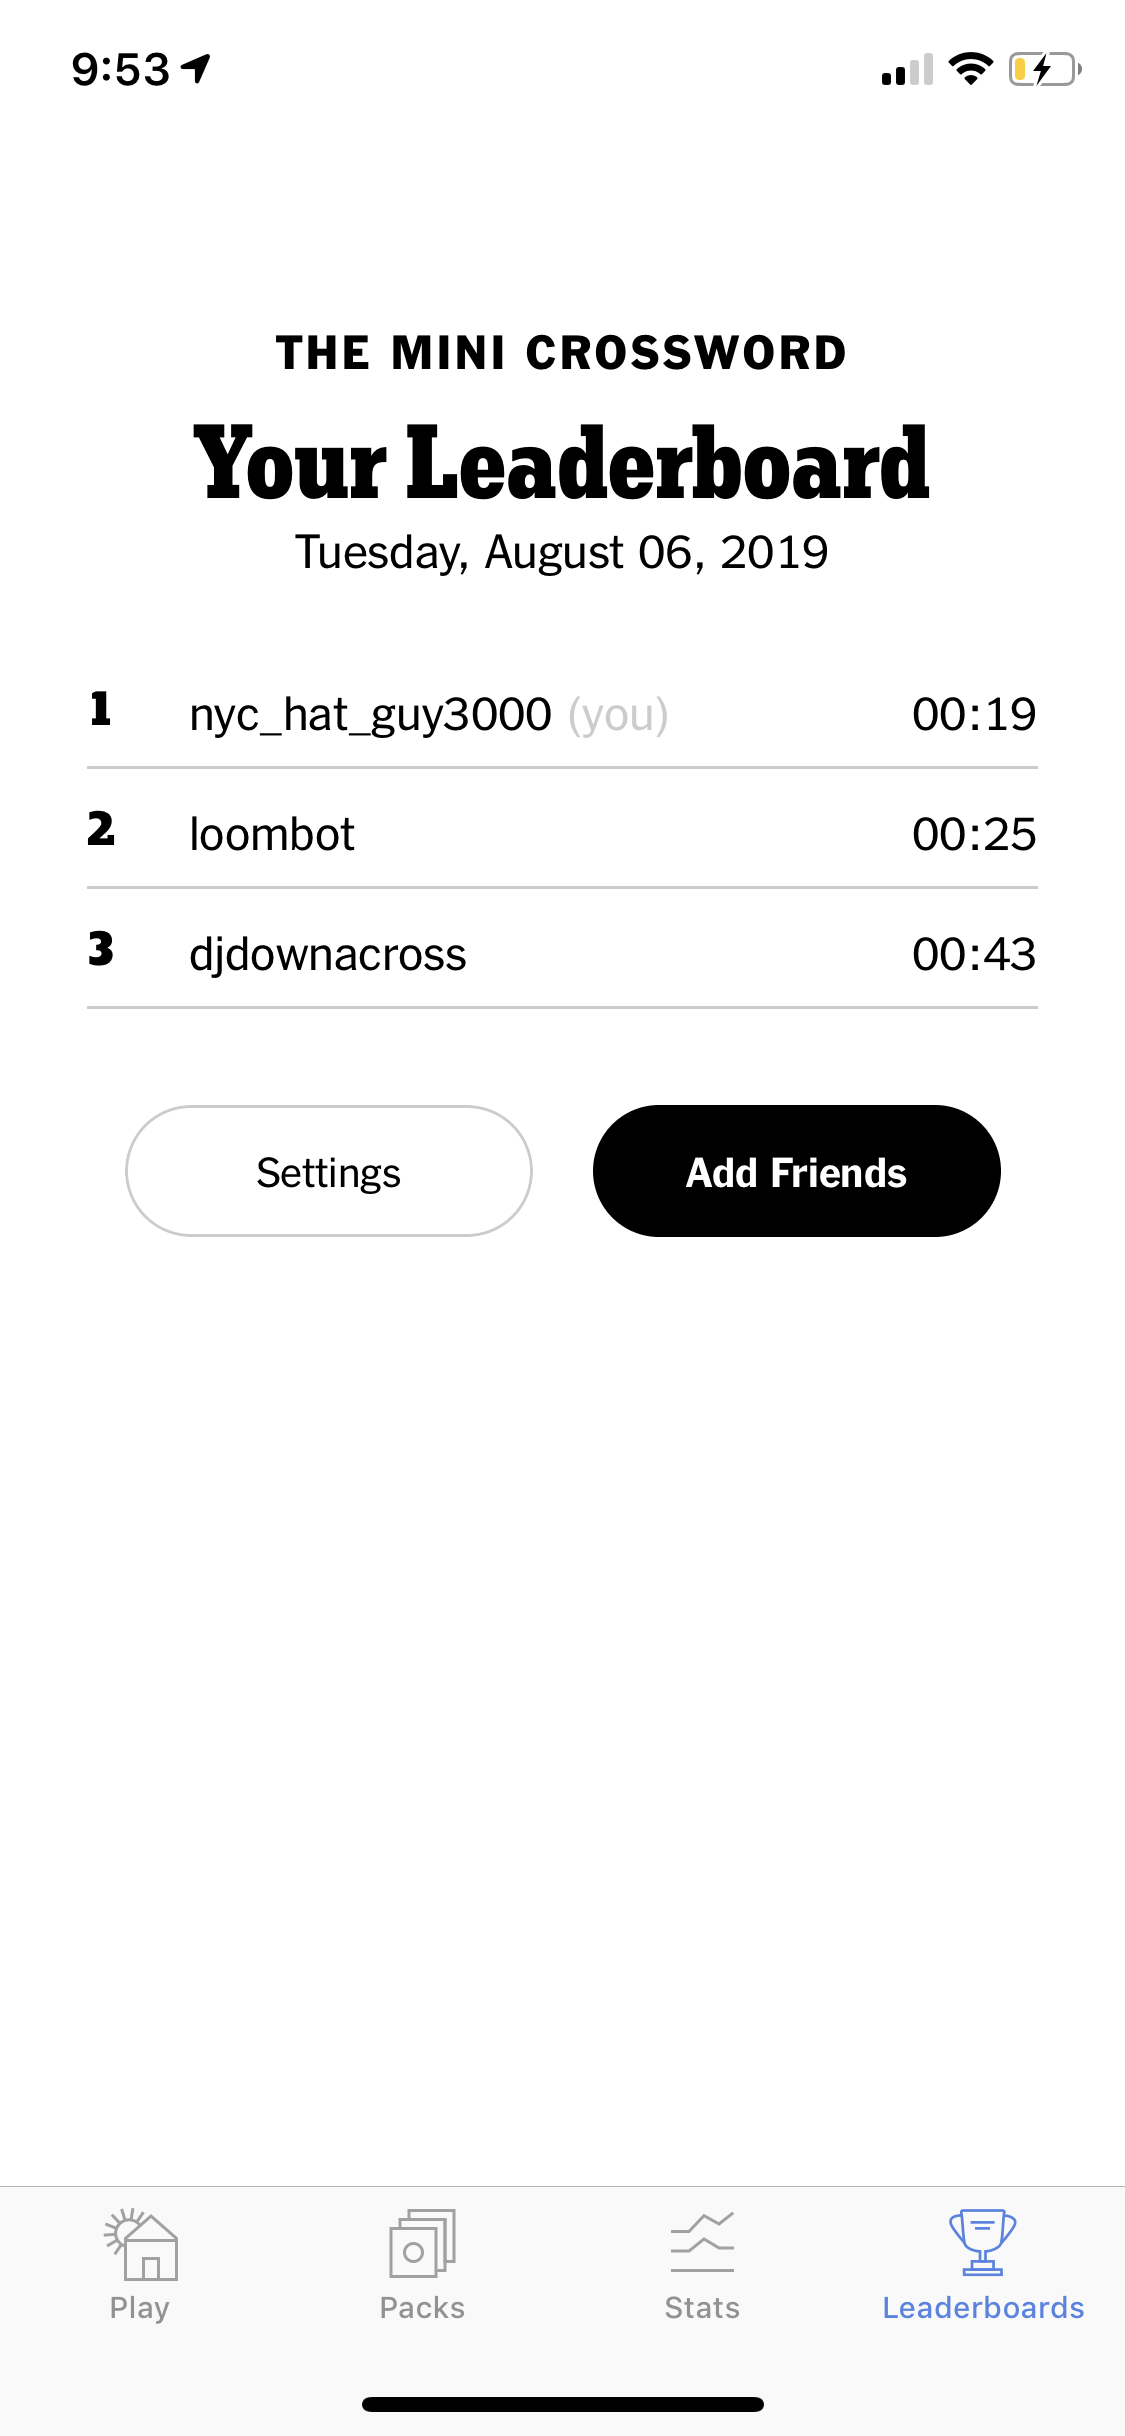 9:53
THE MINI CROSSWORD
Your Leaderboard
Tuesday, August 06, 2019
1 nyc_hat_guy3000 (you) 00:19
2 loombot 00:25
3 djdownacross 00:43
Settings Add Friends
Play Packs Stats Leaderboards